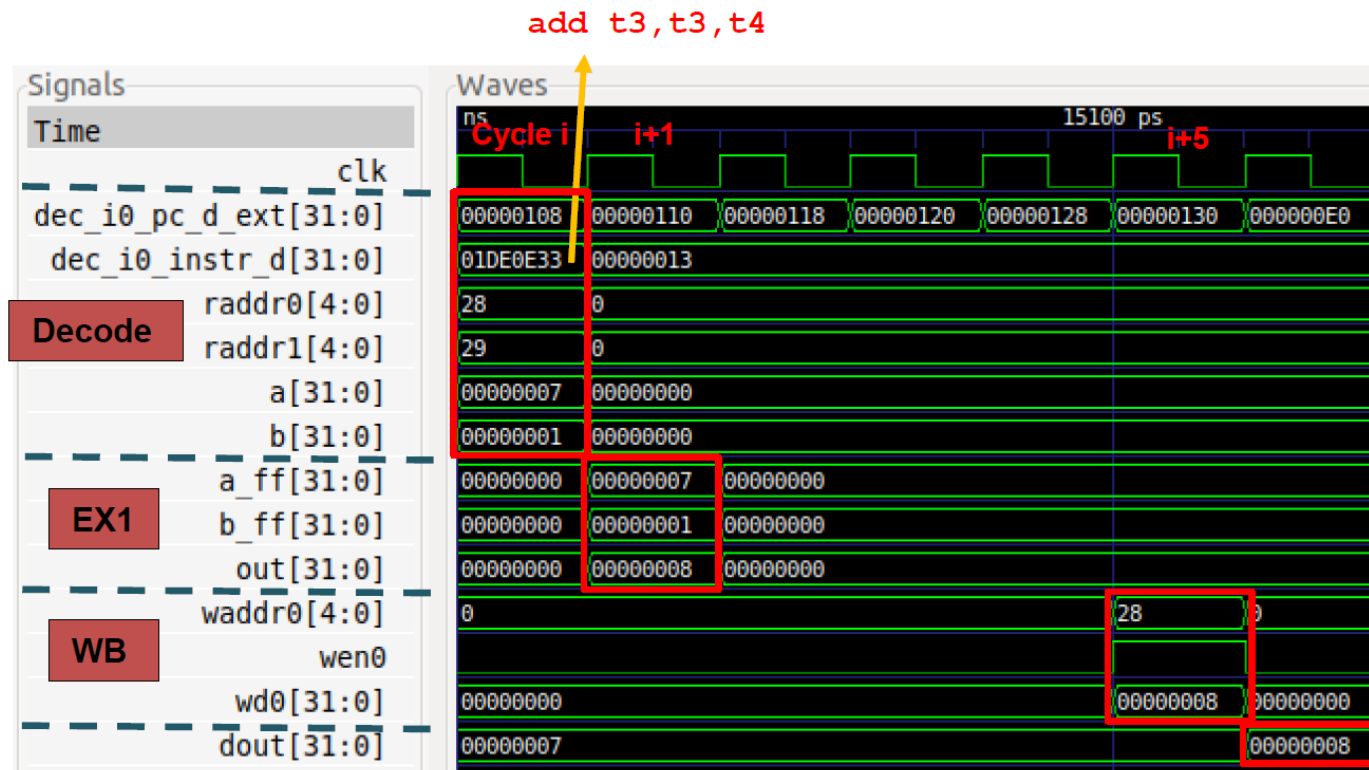 add t3,t3,t4
Signals
Waves
Time
ns
15100 ps
Cycle i
i+1
i+5
clk
dec_i0_pc_d_ext[31:0]
00000108 00000110 00000118 00000120 00000128 00000130 000000E0
dec_i0_instr_d[31:0]
01DE0E33 00000013
Decode
raddr0[4:0]
28 0
raddr1[4:0]
29 0
a[31:0]
00000007 00000000
b[31:0]
00000001 00000000
EX1
a_ff[31:0]
00000000 00000007 00000000
b_ff[31:0]
00000000 00000001 00000000
out[31:0]
00000000 00000008 00000000
WB
waddr0[4:0]
0 28 0
wen0
wd0[31:0]
00000000 00000008 00000000
dout[31:0]
00000007 00000008